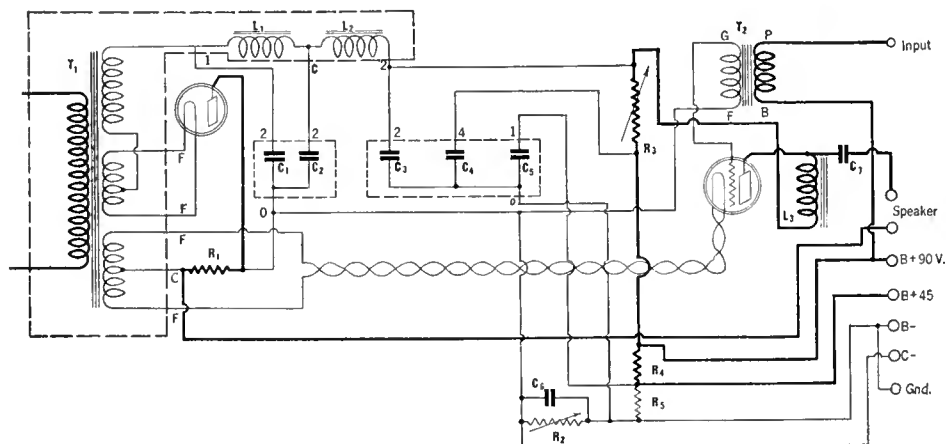 L1
L2
T2
G
P
Input
T1
1
C
2
F
B
F
2
2
2
4
1
R3
C1
C2
C3
C4
C5
C7
F
0
o
L3
Speaker
F
R1
B+90 V.
C
B+45
F
B-
R4
C-
C6
R5
Gnd.
R2